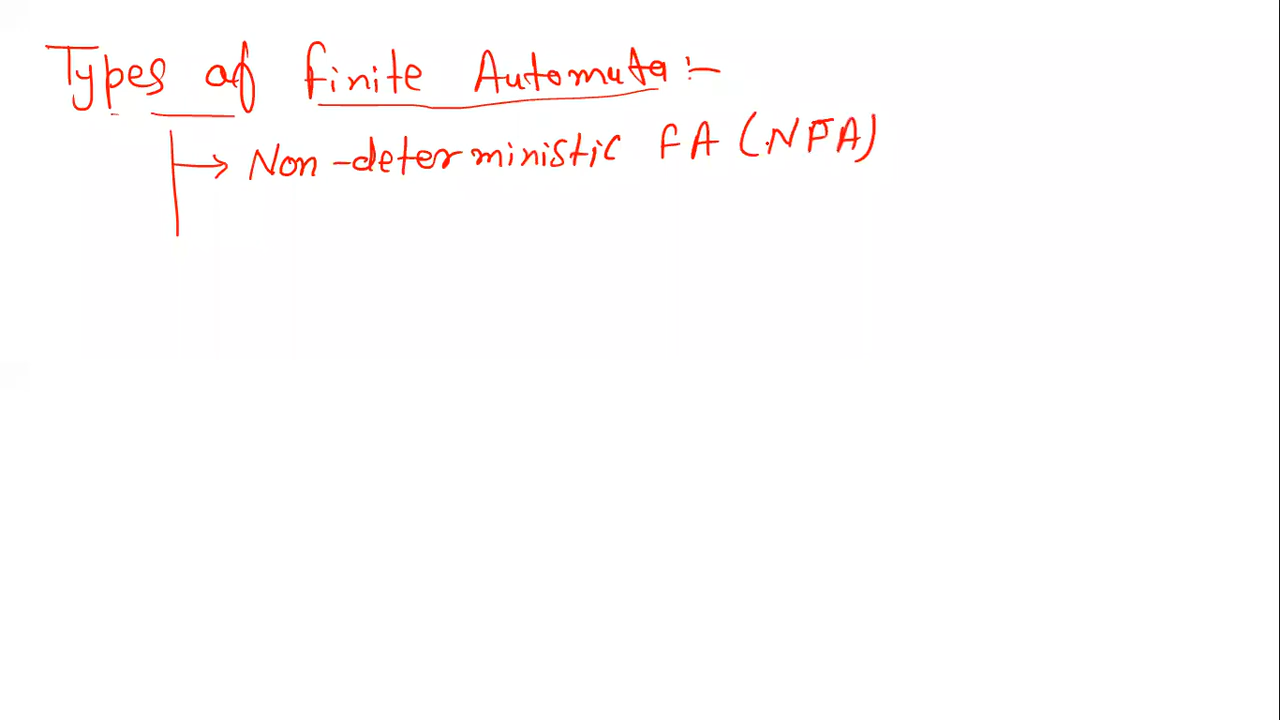 Types of Finite Automata :-
Non-deterministic FA (NFA)